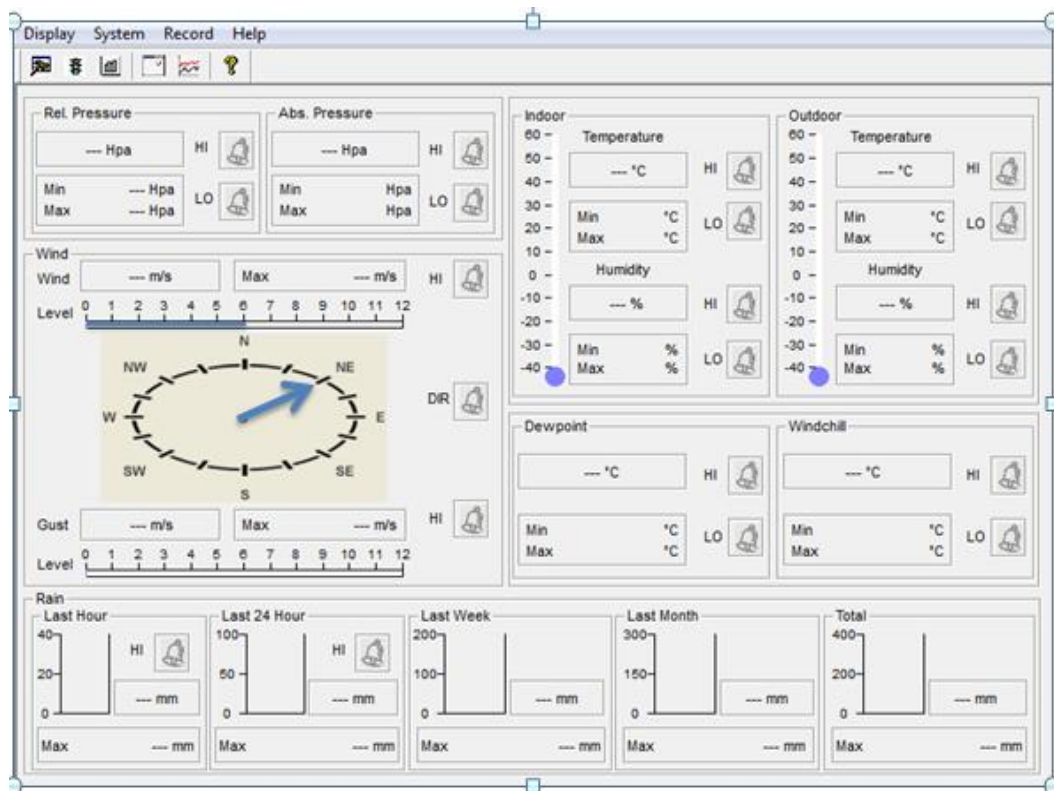 Display System Record Help
Rel. Pressure
--- Hpa
HI
Min --- Hpa
Max --- Hpa
LO
Abs. Pressure
--- Hpa
HI
Min Hpa
Max Hpa
LO
Wind
Wind --- m/s
Max --- m/s
HI
Level 0 1 2 3 4 5 6 7 8 9 10 11 12
N
NW NE
W E
SW SE
S
DIR
Gust --- m/s
Max --- m/s
HI
Level 0 1 2 3 4 5 6 7 8 9 10 11 12
Indoor
60
50
40
30
20
10
0
-10
-20
-30
-40
Temperature
--- °C
HI
Min °C
Max °C
LO
Humidity
--- %
HI
Min %
Max %
LO
Outdoor
60
50
40
30
20
10
0
-10
-20
-30
-40
Temperature
--- °C
HI
Min °C
Max °C
LO
Humidity
--- %
HI
Min %
Max %
LO
Dewpoint
--- °C
HI
Min °C
Max °C
LO
Windchill
--- °C
HI
Min °C
Max °C
LO
Rain
Last Hour
40
20
0
HI
--- mm
Max --- mm
Last 24 Hour
100
50
0
HI
--- mm
Max --- mm
Last Week
200
100
0
--- mm
Max --- mm
Last Month
300
150
0
--- mm
Max --- mm
Total
400
200
0
--- mm
Max --- mm